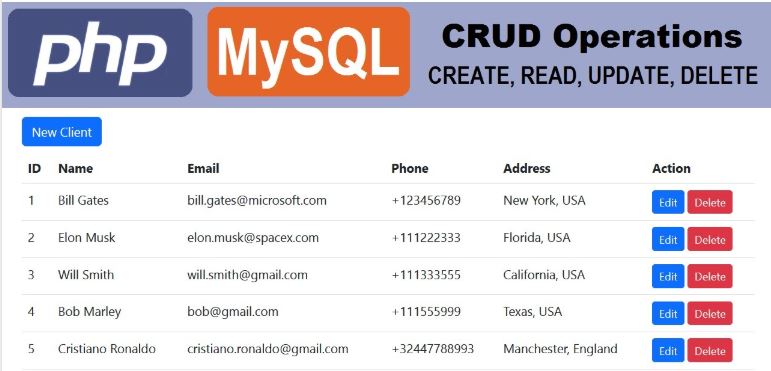 php MySQL CRUD Operations
CREATE, READ, UPDATE, DELETE
New Client
ID Name Email Phone Address Action
1 Bill Gates bill.gates@microsoft.com +123456789 New York, USA Edit Delete
2 Elon Musk elon.musk@spacex.com +111222333 Florida, USA Edit Delete
3 Will Smith will.smith@gmail.com +111333555 California, USA Edit Delete
4 Bob Marley bob@gmail.com +111555999 Texas, USA Edit Delete
5 Cristiano Ronaldo cristiano.ronaldo@gmail.com +32447788993 Manchester, England Edit Delete